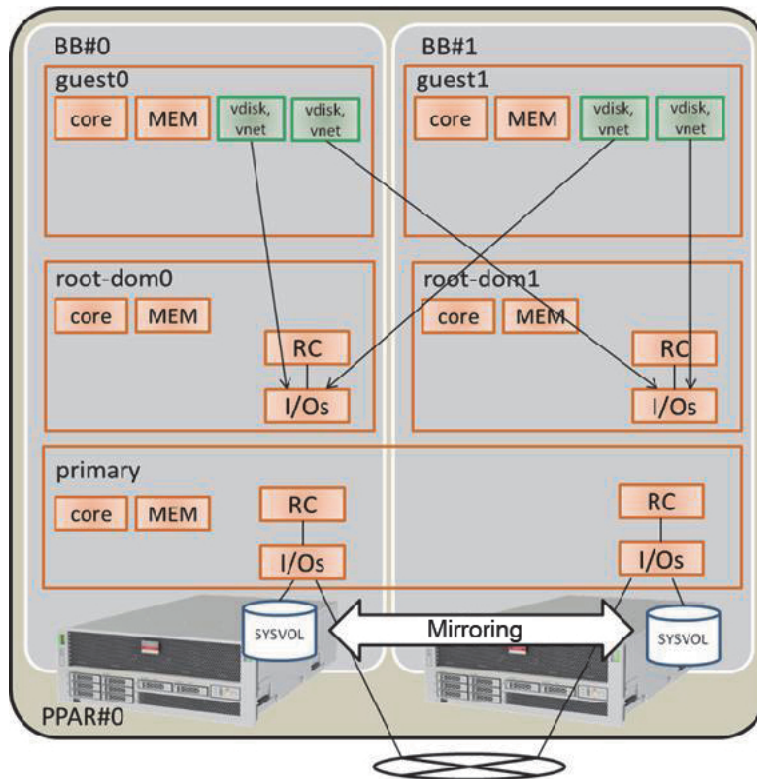 BB#0
BB#1
guest0
guest1
core
MEM
vdisk,
vnet
vdisk,
vnet
core
MEM
vdisk,
vnet
vdisk,
vnet
root-dom0
root-dom1
core
MEM
core
MEM
RC
RC
I/Os
I/Os
primary
core
MEM
RC
RC
I/Os
I/Os
SYSVOL
Mirroring
SYSVOL
PPAR#0